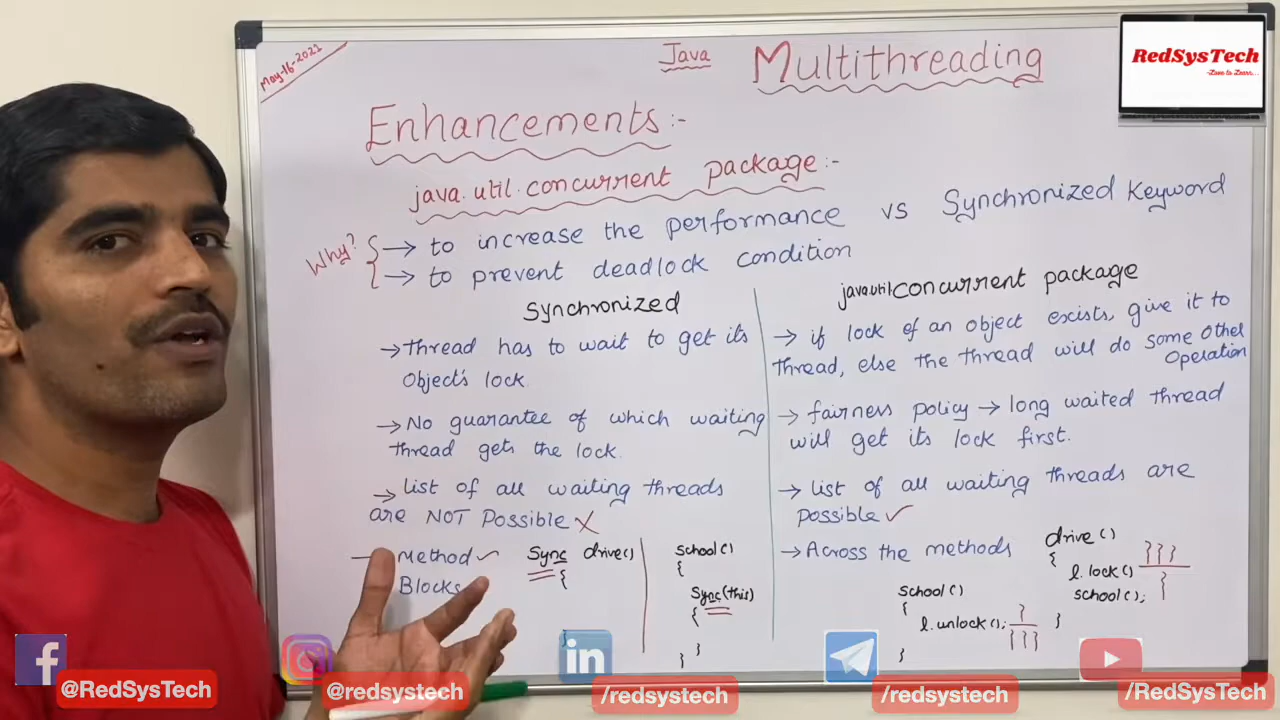 May-16-2021
Java Multithreading
RedSysTech
-Love to Learn...
Enhancements:-
java.util.concurrent package:-
Why?
→ to increase the performance vs Synchronized Keyword
→ to prevent deadlock condition
Synchronized
→Thread has to wait to get its
Object's lock.
→No guarantee of which waiting
thread gets the lock.
→ List of all waiting threads
are NOT Possible X
→ Method ✓
Blocks
Sync drive()
{
}
school()
{
Sync(this)
{
}
}
java.util.concurrent package
→ if lock of an object exists, give it to
thread, else the thread will do some other
Operation
→ fairness policy → long waited thread
will get its lock first.
→ list of all waiting threads are
possible ✓
→Across the methods
school()
{
l.unlock();
}
}
}}}
drive()
{
l.lock()
school();
}
}}}
}
@RedSysTech
@redsystech
/redsystech
/redsystech
/RedSysTech